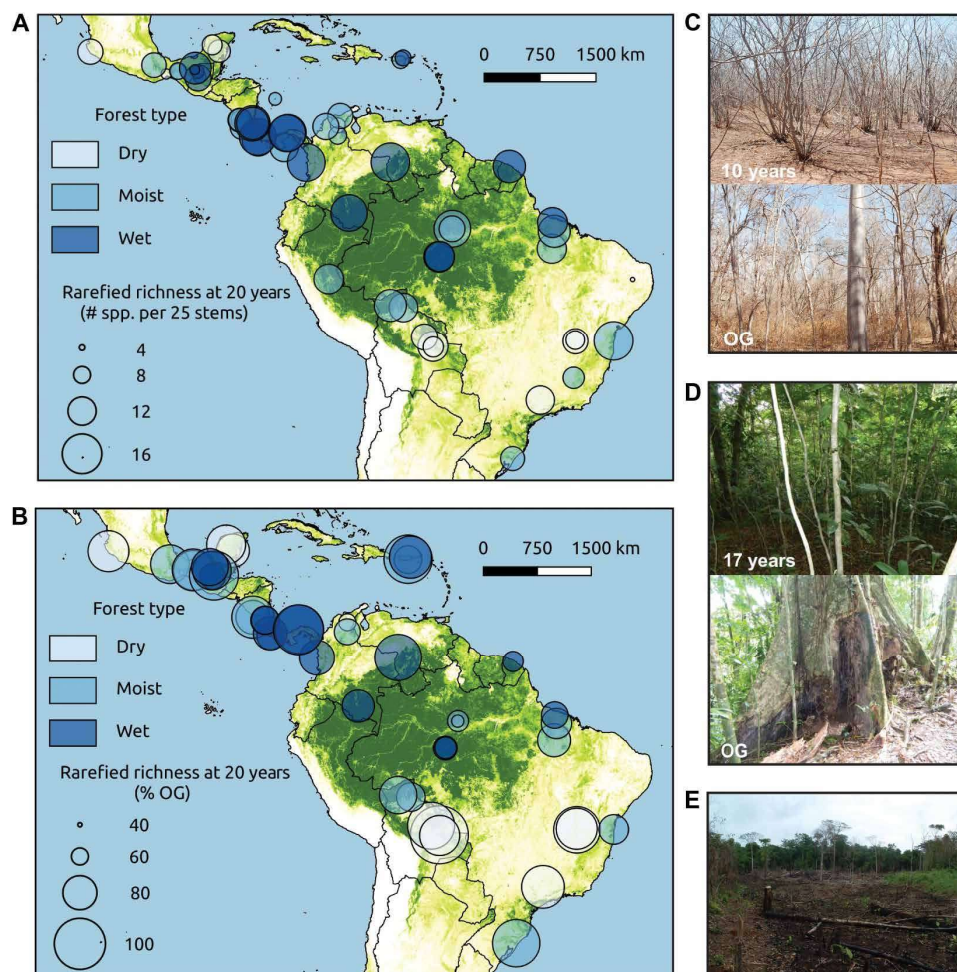 A
0 750 1500 km
Forest type
Dry
Moist
Wet
Rarefied richness at 20 years
(# spp. per 25 stems)
4
8
12
16
B
0 750 1500 km
Forest type
Dry
Moist
Wet
Rarefied richness at 20 years
(% OG)
40
60
80
100
C
10 years
OG
D
17 years
OG
E